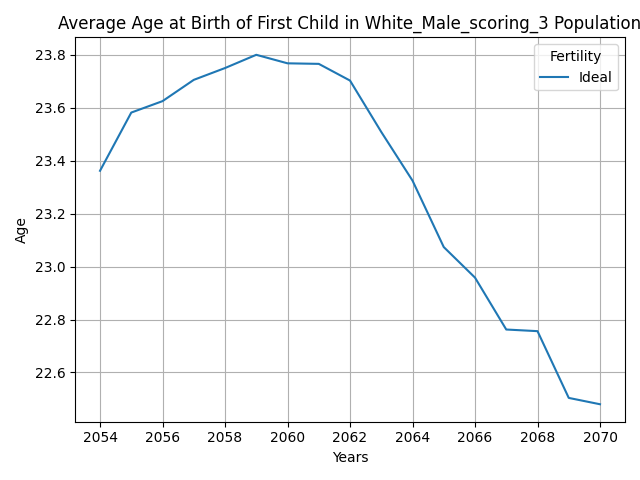 Average Age at Birth of First Child in White_Male_scoring_3 Population
Fertility
Ideal
Age
23.8
23.6
23.4
23.2
23.0
22.8
22.6
2054 2056 2058 2060 2062 2064 2066 2068 2070
Years